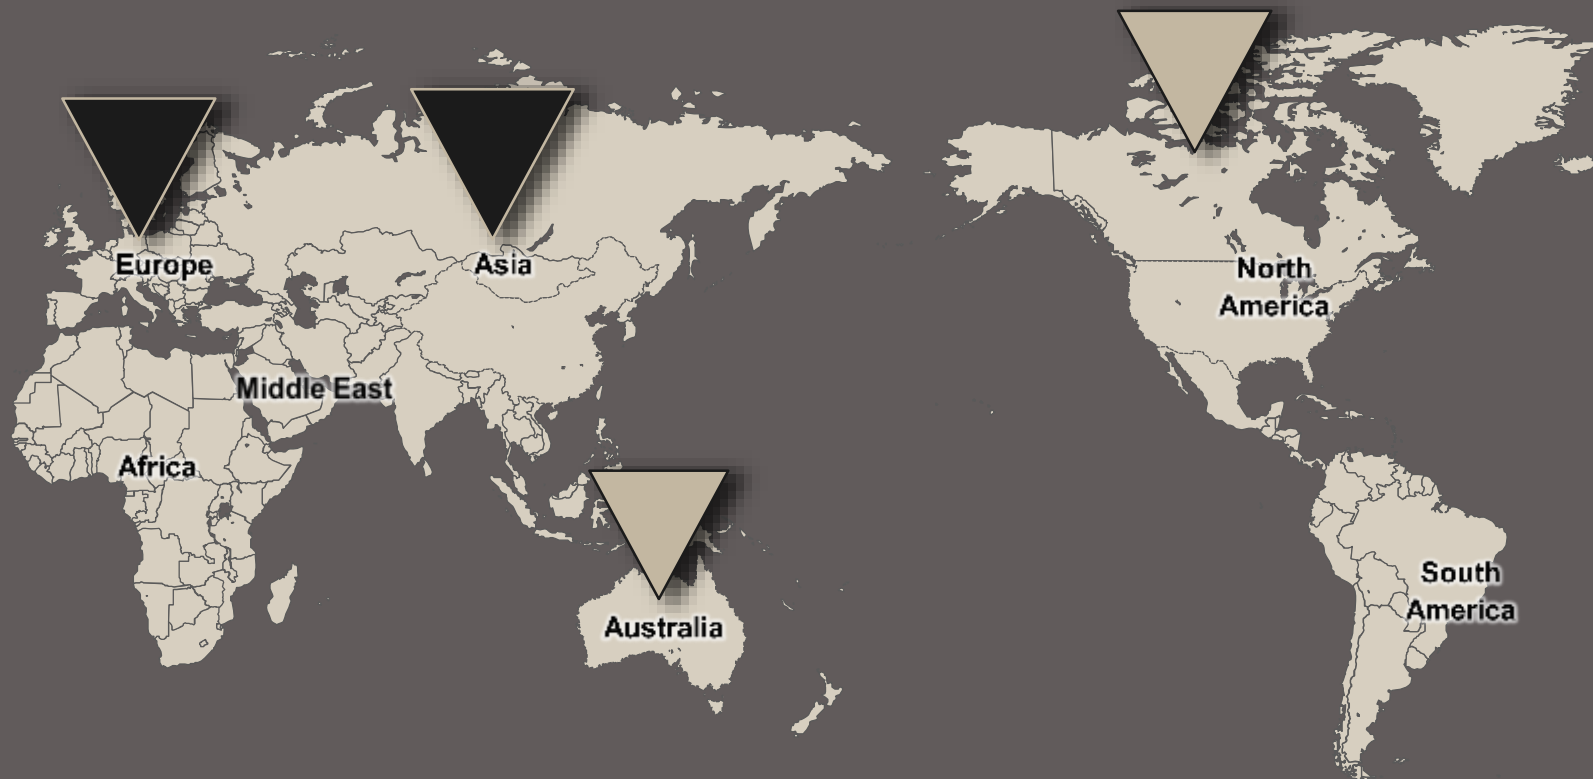 Europe
Asia
North
America
Middle East
Africa
South
America
Australia